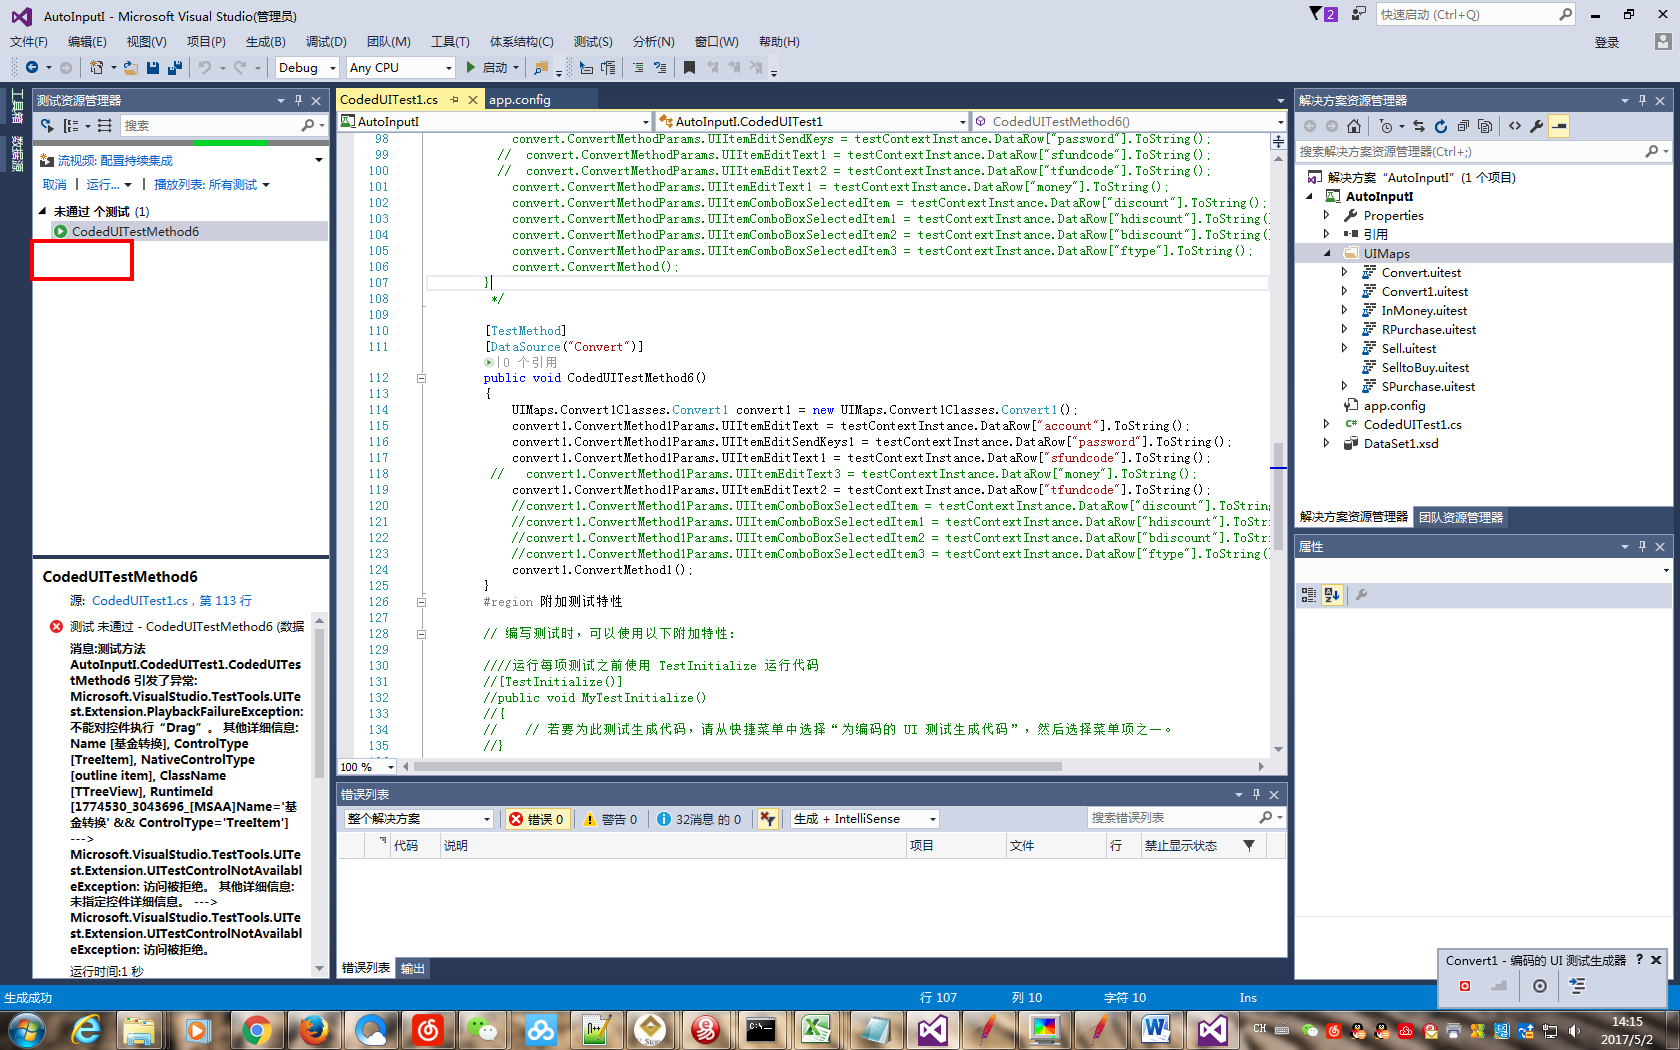 AutoInputI - Microsoft Visual Studio(管理员)
2
快速启动 (Ctrl+Q)
文件(F) 编辑(E) 视图(V) 项目(P) 生成(B) 调试(D) 团队(M) 工具(T) 体系结构(C) 测试(S) 分析(N) 窗口(W) 帮助(H)
登录
Debug Any CPU 启动
工具箱
数据源
测试资源管理器
搜索
流视频: 配置持续集成
取消 | 运行... | 播放列表: 所有测试
未通过 个测试 (1)
CodedUITestMethod6
CodedUITestMethod6
源: CodedUITest1.cs，第 113 行
测试 未通过 - CodedUITestMethod6 (数据
消息:测试方法
AutoInputI.CodedUITest1.CodedUITes
tMethod6 引发了异常:
Microsoft.VisualStudio.TestTools.UITe
st.Extension.PlaybackFailureException:
不能对控件执行“Drag”。 其他详细信息:
Name [基金转换], ControlType
[TreeItem], NativeControlType
[outline item], ClassName
[TTreeView], RuntimeId
[1774530_3043696_[MSAA]Name='基
金转换' && ControlType='TreeItem']
--->
Microsoft.VisualStudio.TestTools.UITe
st.Extension.UITestControlNotAvailabl
eException: 访问被拒绝。 其他详细信息:
未指定控件详细信息。 --->
Microsoft.VisualStudio.TestTools.UITe
st.Extension.UITestControlNotAvailabl
eException: 访问被拒绝。
运行时间:1 秒
CodedUITest1.cs app.config
AutoInputI AutoInputI.CodedUITest1 CodedUITestMethod6()
98 convert.ConvertMethodParams.UIItemEditSendKeys = testContextInstance.DataRow["password"].ToString();
99 // convert.ConvertMethodParams.UIItemEditText1 = testContextInstance.DataRow["sfundcode"].ToString();
100 // convert.ConvertMethodParams.UIItemEditText2 = testContextInstance.DataRow["tfundcode"].ToString();
101 convert.ConvertMethodParams.UIItemEditText1 = testContextInstance.DataRow["money"].ToString();
102 convert.ConvertMethodParams.UIItemComboBoxSelectedItem = testContextInstance.DataRow["discount"].ToString();
103 convert.ConvertMethodParams.UIItemComboBoxSelectedItem1 = testContextInstance.DataRow["hdiscount"].ToString()
104 convert.ConvertMethodParams.UIItemComboBoxSelectedItem2 = testContextInstance.DataRow["bdiscount"].ToString()
105 convert.ConvertMethodParams.UIItemComboBoxSelectedItem3 = testContextInstance.DataRow["ftype"].ToString();
106 convert.ConvertMethod();
107 }
108 */
109
110 [TestMethod]
111 [DataSource("Convert")]
|0 个引用
112 public void CodedUITestMethod6()
113 {
114 UIMaps.Convert1Classes.Convert1 convert1 = new UIMaps.Convert1Classes.Convert1();
115 convert1.ConvertMethod1Params.UIItemEditText = testContextInstance.DataRow["account"].ToString();
116 convert1.ConvertMethod1Params.UIItemEditSendKeys1 = testContextInstance.DataRow["password"].ToString();
117 convert1.ConvertMethod1Params.UIItemEditText1 = testContextInstance.DataRow["sfundcode"].ToString();
118 // convert1.ConvertMethod1Params.UIItemEditText3 = testContextInstance.DataRow["money"].ToString();
119 convert1.ConvertMethod1Params.UIItemEditText2 = testContextInstance.DataRow["tfundcode"].ToString();
120 //convert1.ConvertMethod1Params.UIItemComboBoxSelectedItem = testContextInstance.DataRow["discount"].ToString
121 //convert1.ConvertMethod1Params.UIItemComboBoxSelectedItem1 = testContextInstance.DataRow["hdiscount"].ToStri
122 //convert1.ConvertMethod1Params.UIItemComboBoxSelectedItem2 = testContextInstance.DataRow["bdiscount"].ToStri
123 //convert1.ConvertMethod1Params.UIItemComboBoxSelectedItem3 = testContextInstance.DataRow["ftype"].ToString()
124 convert1.ConvertMethod1();
125 }
126 #region 附加测试特性
127
128 // 编写测试时，可以使用以下附加特性:
129
130 ////运行每项测试之前使用 TestInitialize 运行代码
131 //[TestInitialize()]
132 //public void MyTestInitialize()
133 //{
134 // // 若要为此测试生成代码，请从快捷菜单中选择“为编码的 UI 测试生成代码”，然后选择菜单项之一。
135 //}
100 %
错误列表
整个解决方案 错误 0 警告 0 32消息 的 0 生成 + IntelliSense 搜索错误列表
代码 说明 项目 文件 行 禁止显示状态
错误列表 输出
解决方案资源管理器
搜索解决方案资源管理器(Ctrl+;)
解决方案 “AutoInputI” (1 个项目)
AutoInputI
Properties
引用
UIMaps
Convert.uitest
Convert1.uitest
InMoney.uitest
RPurchase.uitest
Sell.uitest
SelltoBuy.uitest
SPurchase.uitest
app.config
CodedUITest1.cs
DataSet1.xsd
解决方案资源管理器 团队资源管理器
属性
Convert1 - 编码的 UI 测试生成器 ?
生成成功 行 107 列 10 字符 10 Ins
CH
14:15
2017/5/2